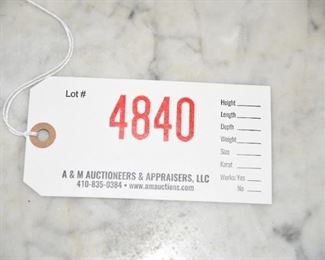 Lot #
4840
Height
Length
Depth
Weight
Size
Karat
Works: Yes
No
A & M AUCTIONEERS & APPRAISERS, LLC
410-835-0384 • www.amauctions.com